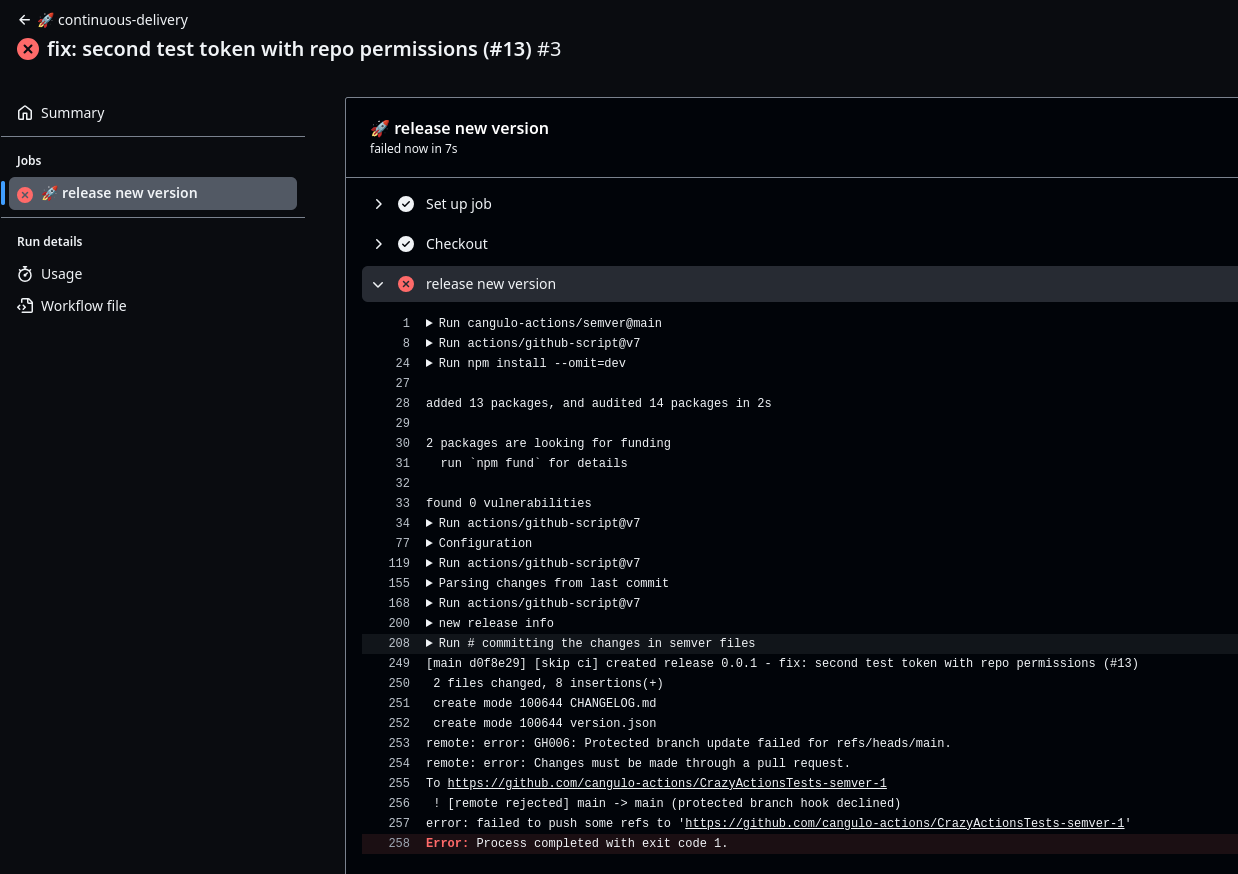 ← 🚀 continuous-delivery
fix: second test token with repo permissions (#13) #3
Summary
Jobs
🚀 release new version
Run details
Usage
Workflow file
🚀 release new version
failed now in 7s
Set up job
Checkout
release new version
1 ▶ Run cangulo-actions/semver@main
8 ▶ Run actions/github-script@v7
24 ▶ Run npm install --omit=dev
27
28 added 13 packages, and audited 14 packages in 2s
29
30 2 packages are looking for funding
31   run `npm fund` for details
32
33 found 0 vulnerabilities
34 ▶ Run actions/github-script@v7
77 ▶ Configuration
119 ▶ Run actions/github-script@v7
155 ▶ Parsing changes from last commit
168 ▶ Run actions/github-script@v7
200 ▶ new release info
208 ▶ Run # committing the changes in semver files
249 [main d0f8e29] [skip ci] created release 0.0.1 - fix: second test token with repo permissions (#13)
250  2 files changed, 8 insertions(+)
251  create mode 100644 CHANGELOG.md
252  create mode 100644 version.json
253 remote: error: GH006: Protected branch update failed for refs/heads/main.
254 remote: error: Changes must be made through a pull request.
255 To https://github.com/cangulo-actions/CrazyActionsTests-semver-1
256  ! [remote rejected] main -> main (protected branch hook declined)
257 error: failed to push some refs to 'https://github.com/cangulo-actions/CrazyActionsTests-semver-1'
258 Error: Process completed with exit code 1.